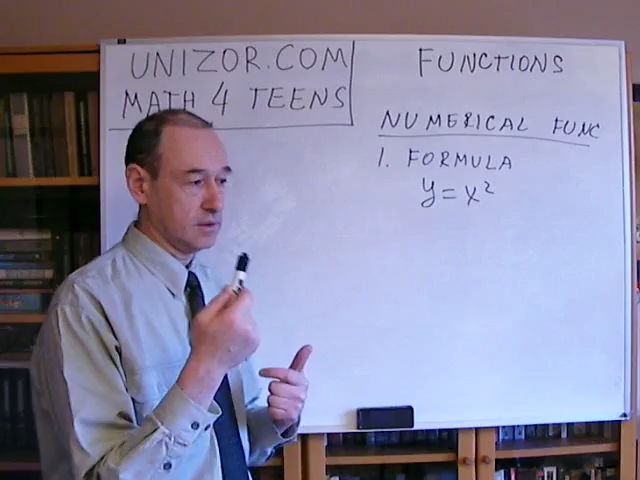 UNIZOR.COM
MATH 4 TEENS
FUNCTIONS
NUMERICAL FUNC
1. FORMULA
y = x²